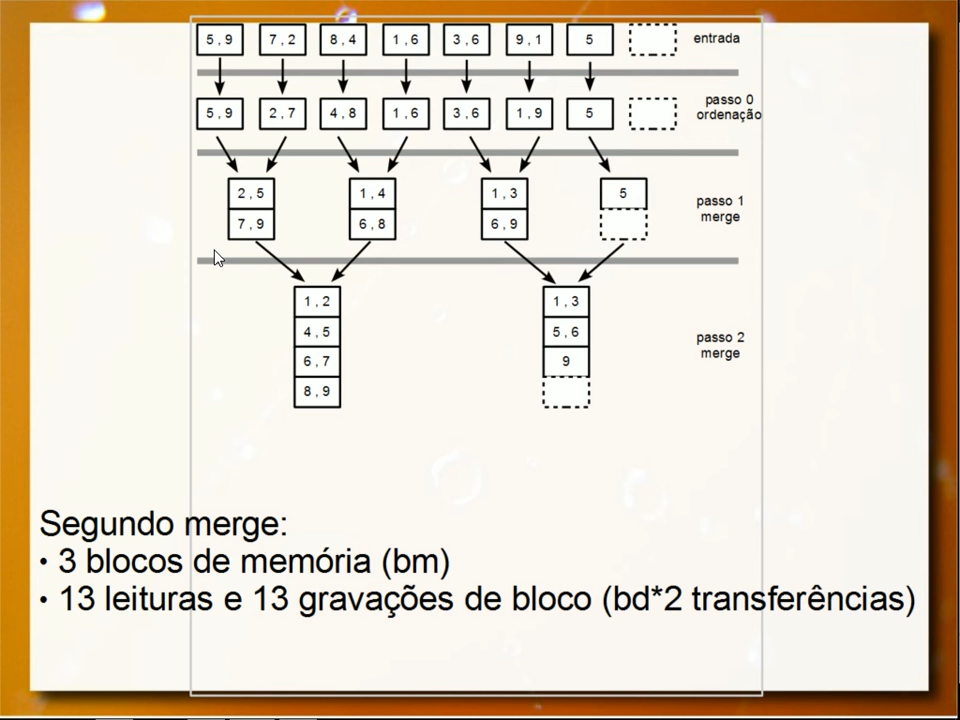 5 , 9 7 , 2 8 , 4 1 , 6 3 , 6 9 , 1 5 entrada
passo 0
5 , 9 2 , 7 4 , 8 1 , 6 3 , 6 1 , 9 5 ordenação
2 , 5 1 , 4 1 , 3 5 passo 1
7 , 9 6 , 8 6 , 9 merge
1 , 2 1 , 3
4 , 5 5 , 6 passo 2
6 , 7 9 merge
8 , 9
Segundo merge:
• 3 blocos de memória (bm)
• 13 leituras e 13 gravações de bloco (bd*2 transferências)